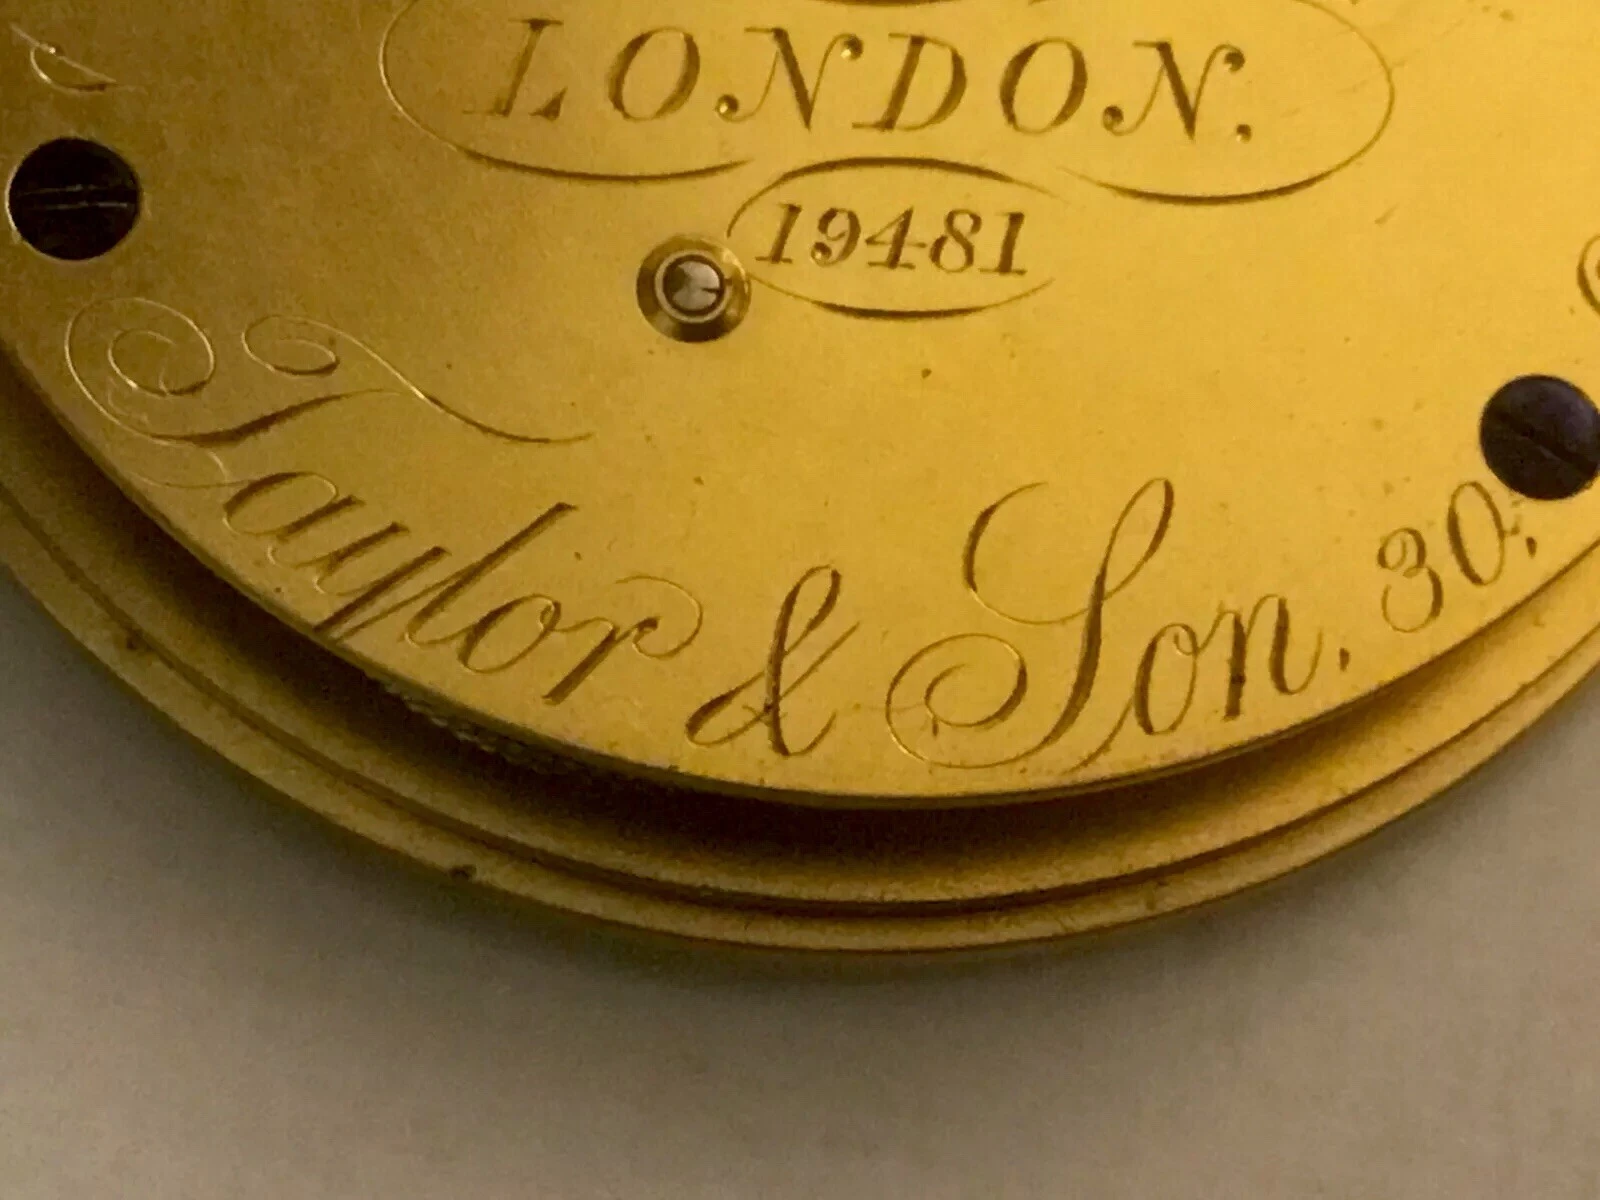 LONDON.
19481
Taylor & Son. 30,